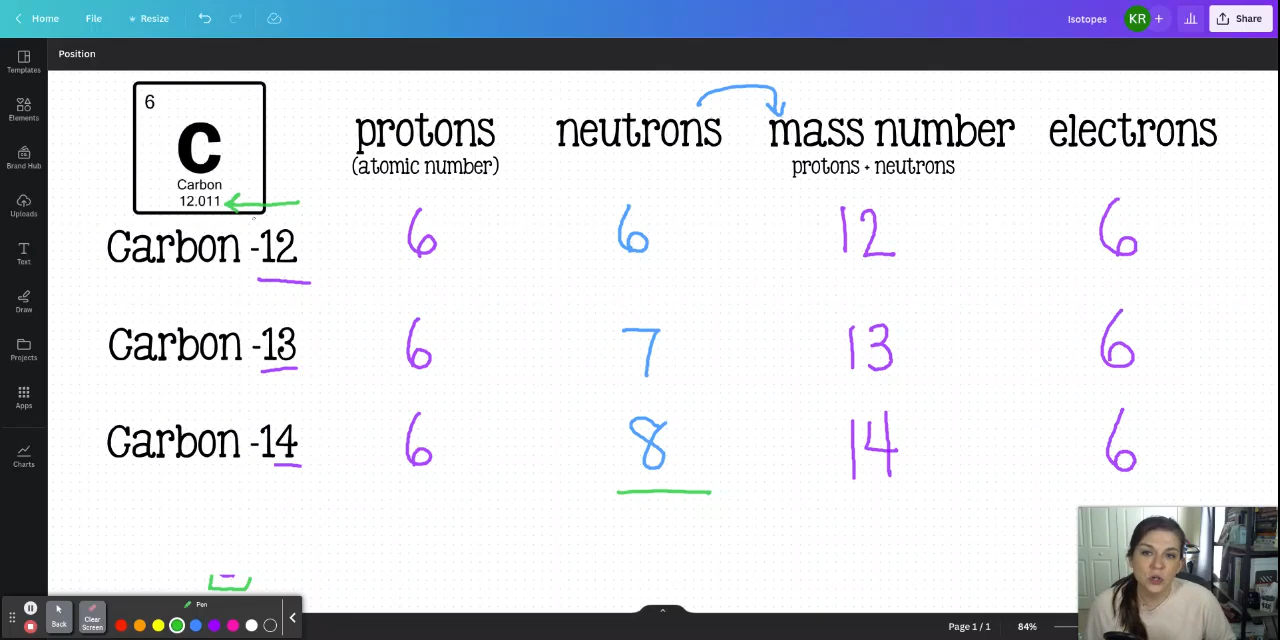 Home File Resize Isotopes KR + Share
Position
Templates
Elements
Brand Hub
Uploads
Text
Draw
Projects
Apps
Charts
6
C
Carbon
12.011
protons neutrons mass number electrons
(atomic number) protons + neutrons
Carbon -12 6 6 12 6
Carbon -13 6 7 13 6
Carbon -14 6 8 14 6
Pen
Back Clear Screen
Page 1 / 1 84%